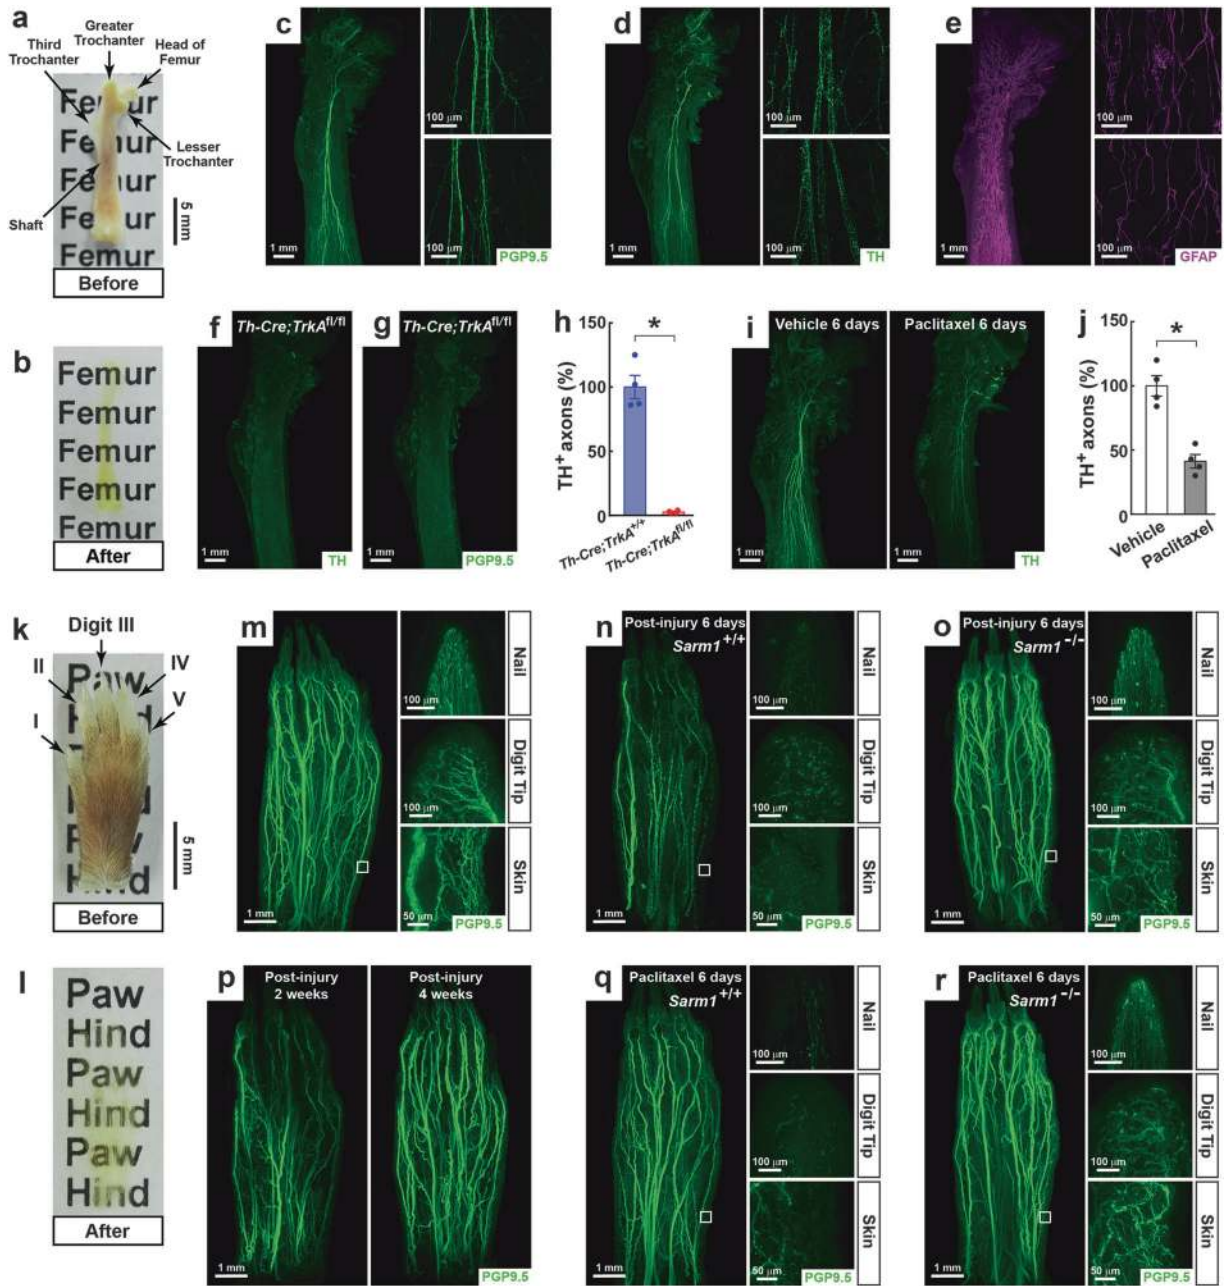 a
Greater
Trochanter
Third
Trochanter
Head of
Femur
Lesser
Trochanter
Shaft
Femur
Femur
Femur
Femur
Femur
5 mm
Before
c
1 mm
100 μm
100 μm
PGP9.5
d
1 mm
100 μm
100 μm
TH
e
1 mm
100 μm
100 μm
GFAP
b
Femur
Femur
Femur
Femur
Femur
After
f
Th-Cre;TrkAfl/fl
1 mm
TH
g
Th-Cre;TrkAfl/fl
1 mm
PGP9.5
h
150
100
50
0
TH+ axons (%)
*
Th-Cre;TrkA+/+
Th-Cre;TrkAfl/fl
i
Vehicle 6 days
Paclitaxel 6 days
1 mm
1 mm
TH
j
150
100
50
0
TH+ axons (%)
*
Vehicle
Paclitaxel
k
Digit III
II
IV
I
V
Paw
Hind
Paw
Hind
5 mm
Before
m
1 mm
100 μm
Nail
100 μm
Digit Tip
50 μm
Skin
PGP9.5
n
Post-injury 6 days
Sarm1+/+
1 mm
100 μm
Nail
100 μm
Digit Tip
50 μm
Skin
PGP9.5
o
Post-injury 6 days
Sarm1-/-
1 mm
100 μm
Nail
100 μm
Digit Tip
50 μm
Skin
PGP9.5
l
Paw
Hind
Paw
Hind
Paw
Hind
After
p
Post-injury
2 weeks
Post-injury
4 weeks
1 mm
1 mm
PGP9.5
q
Paclitaxel 6 days
Sarm1+/+
1 mm
100 μm
Nail
100 μm
Digit Tip
50 μm
Skin
PGP9.5
r
Paclitaxel 6 days
Sarm1-/-
1 mm
100 μm
Nail
100 μm
Digit Tip
50 μm
Skin
PGP9.5